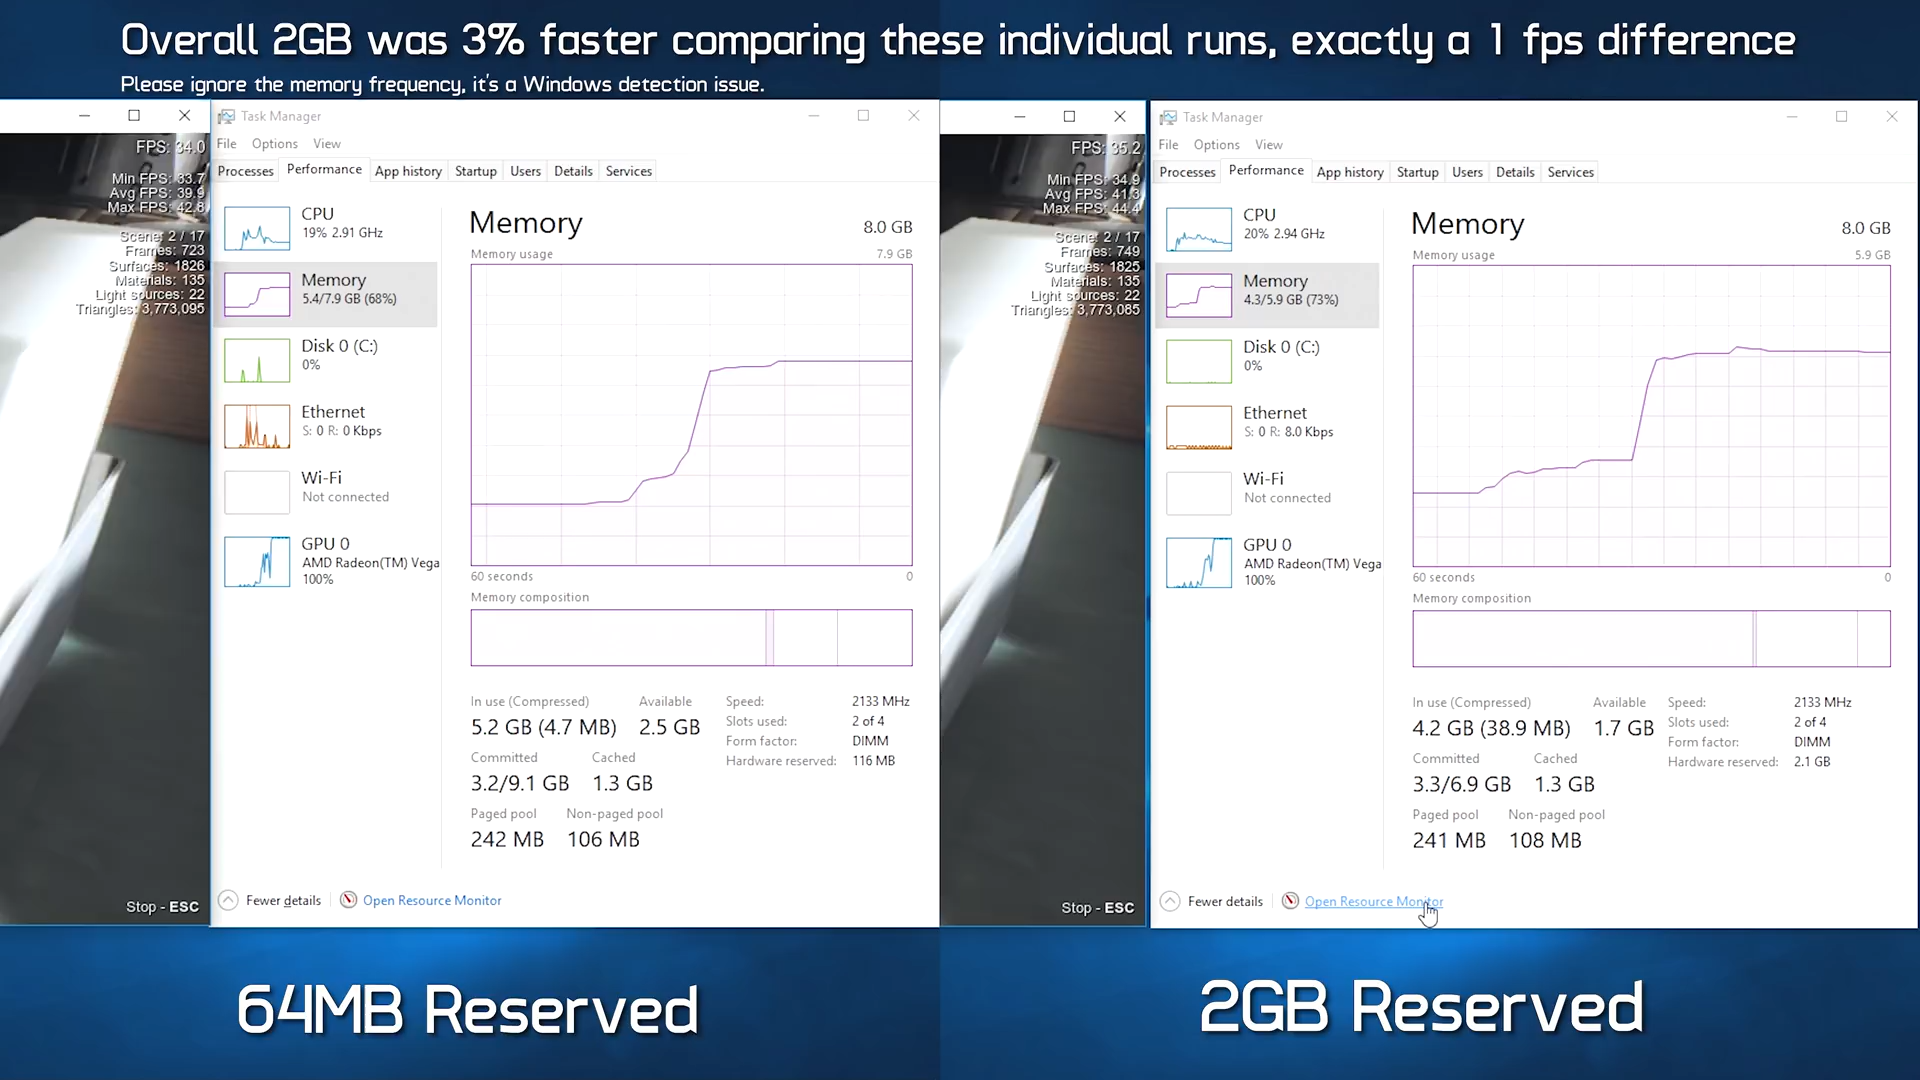 Overall 2GB was 3% faster comparing these individual runs, exactly a 1 fps difference
Please ignore the memory frequency, it's a Windows detection issue.
FPS: 34.0
Min FPS: 33.7
Avg FPS: 39.9
Max FPS: 42.8
Scene: 2 / 17
Frames: 723
Surfaces: 1826
Materials: 135
Light sources: 22
Triangles: 3,773,095
Stop - ESC
Task Manager
File Options View
Processes Performance App history Startup Users Details Services
CPU
19% 2.91 GHz
Memory
5.4/7.9 GB (68%)
Disk 0 (C:)
0%
Ethernet
S: 0 R: 0 Kbps
Wi-Fi
Not connected
GPU 0
AMD Radeon(TM) Vega
100%
Memory 8.0 GB
Memory usage 7.9 GB
60 seconds 0
Memory composition
In use (Compressed) Available
5.2 GB (4.7 MB) 2.5 GB
Committed Cached
3.2/9.1 GB 1.3 GB
Paged pool Non-paged pool
242 MB 106 MB
Speed: 2133 MHz
Slots used: 2 of 4
Form factor: DIMM
Hardware reserved: 116 MB
Fewer details Open Resource Monitor
64MB Reserved
FPS: 35.2
Min FPS: 34.9
Avg FPS: 41.3
Max FPS: 44.4
Scene: 2 / 17
Frames: 749
Surfaces: 1825
Materials: 135
Light sources: 22
Triangles: 3,773,085
Stop - ESC
Task Manager
File Options View
Processes Performance App history Startup Users Details Services
CPU
20% 2.94 GHz
Memory
4.3/5.9 GB (73%)
Disk 0 (C:)
0%
Ethernet
S: 0 R: 8.0 Kbps
Wi-Fi
Not connected
GPU 0
AMD Radeon(TM) Vega
100%
Memory 8.0 GB
Memory usage 5.9 GB
60 seconds 0
Memory composition
In use (Compressed) Available
4.2 GB (38.9 MB) 1.7 GB
Committed Cached
3.3/6.9 GB 1.3 GB
Paged pool Non-paged pool
241 MB 108 MB
Speed: 2133 MHz
Slots used: 2 of 4
Form factor: DIMM
Hardware reserved: 2.1 GB
Fewer details Open Resource Monitor
2GB Reserved